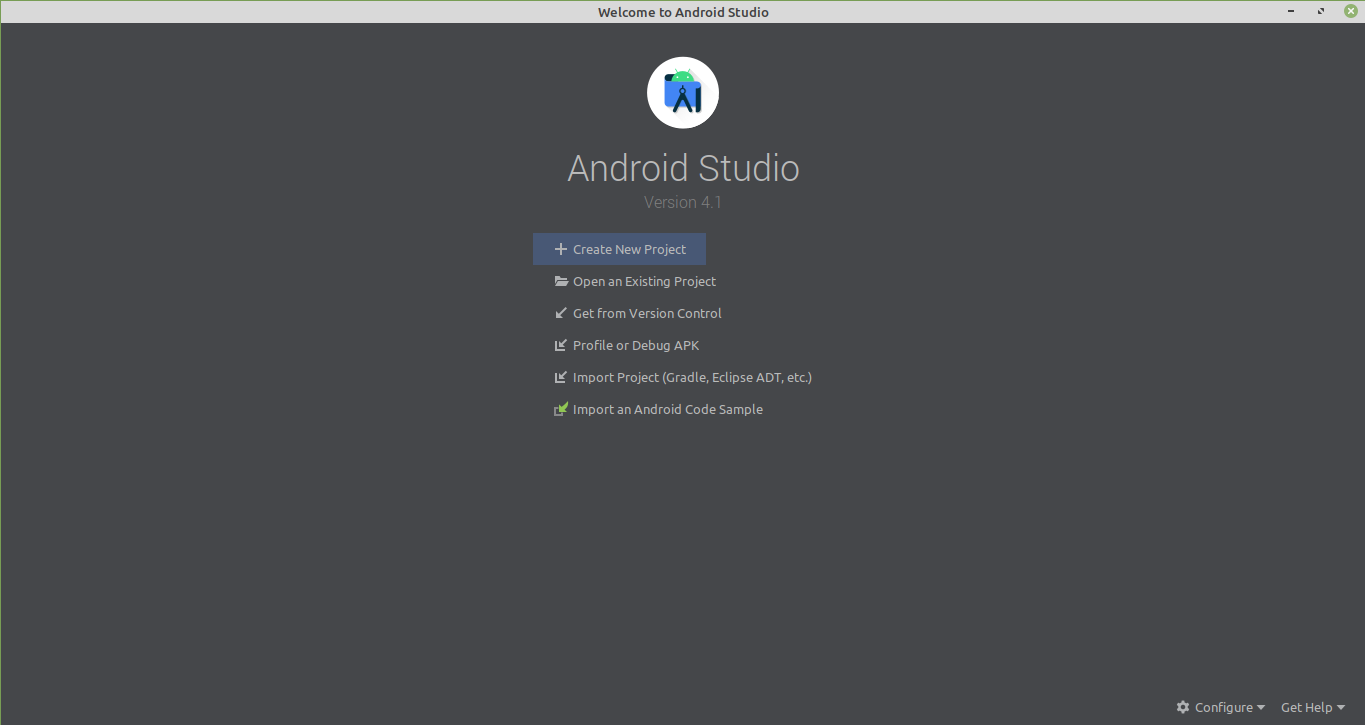 Welcome to Android Studio
Android Studio
Version 4.1
Create New Project
Open an Existing Project
Get from Version Control
Profile or Debug APK
Import Project (Gradle, Eclipse ADT, etc.)
Import an Android Code Sample
Configure Get Help